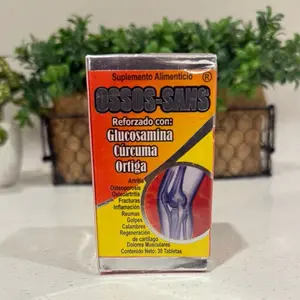 Suplemento Alimenticio
OSSOS-SANS ®
Reforzado con:
Glucosamina
Cúrcuma
Ortiga
Artritis
Osteoporosis
Osteoartritis
Fracturas
Inflamación
Reumas
Golpes
Calambres
Regeneración
de cartílago
Dolores Musculares
Contenido Neto: 30 Tabletas